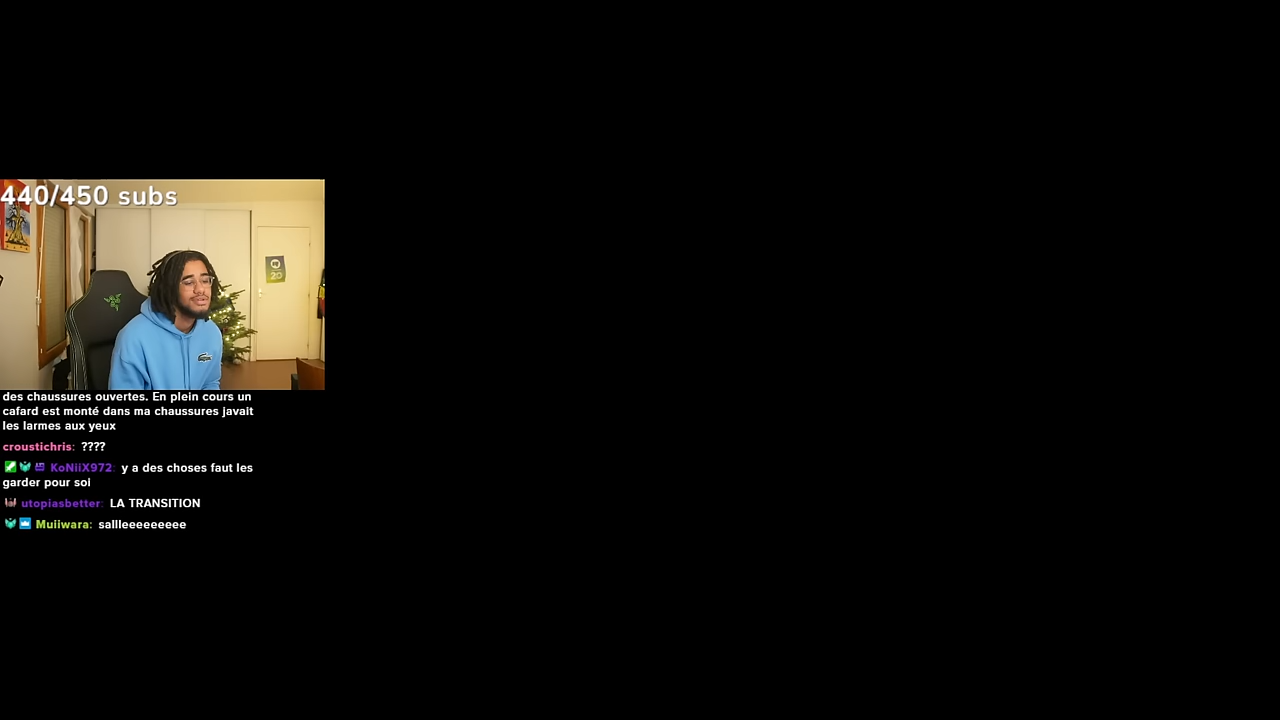 440/450 subs
20
des chaussures ouvertes. En plein cours un
cafard est monté dans ma chaussures javait
les larmes aux yeux
croustichris: ????
KoNiiX972: y a des choses faut les
garder pour soi
utopiasbetter: LA TRANSITION
Muiiwara: sallleeeeeeeee